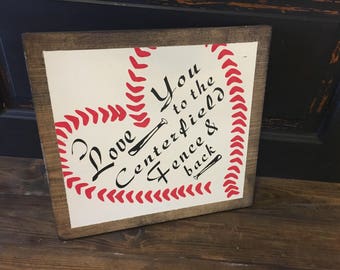 I Love You
to the
Centerfield
Fence &
back